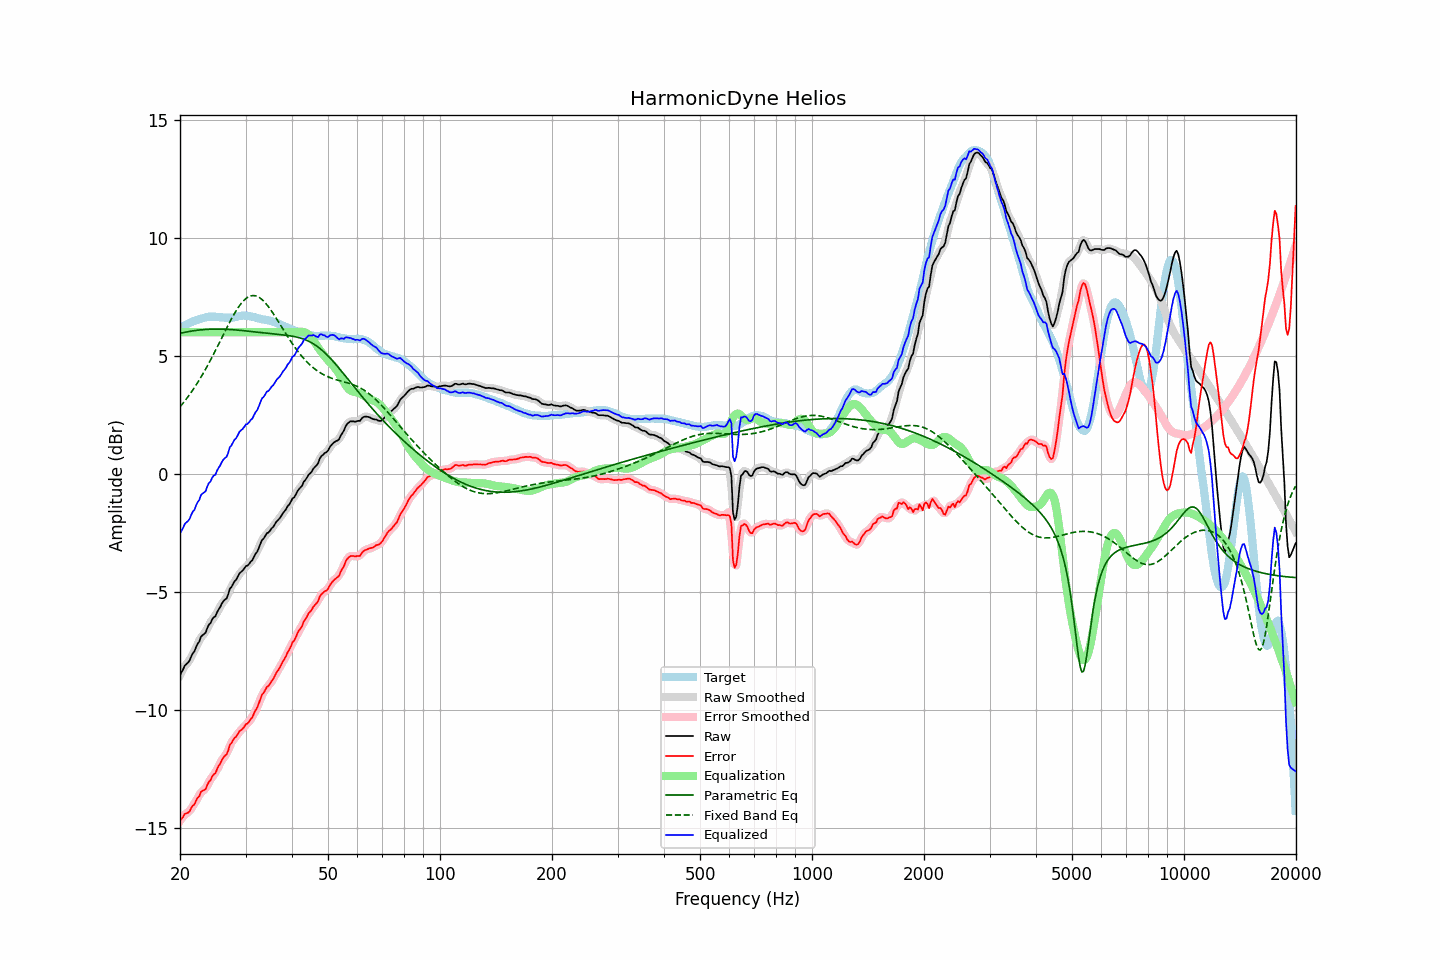 HarmonicDyne Helios
Amplitude (dBr)
15
10
5
0
−5
−10
−15
20
50
100
200
500
1000
2000
5000
10000
20000
Frequency (Hz)
Target
Raw Smoothed
Error Smoothed
Raw
Error
Equalization
Parametric Eq
Fixed Band Eq
Equalized